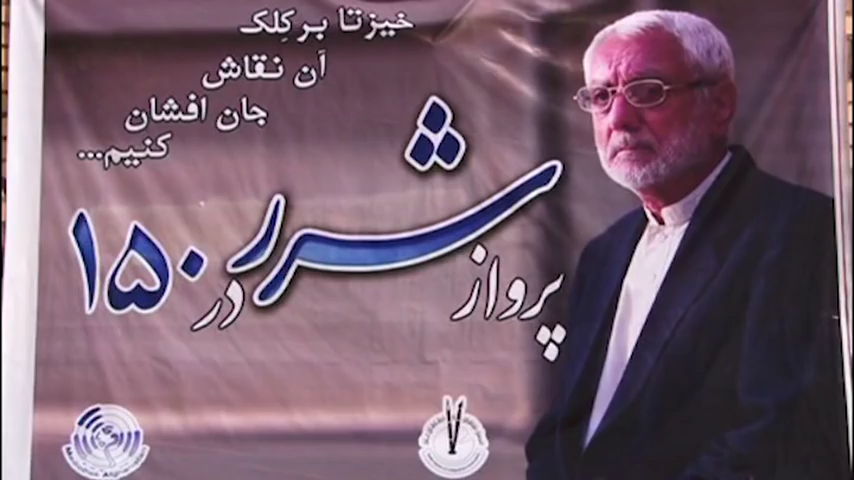 خیزتا بر کِلک
آن نقاش
جان افشان
کنیم...
پرواز شرر در ۱۵۰